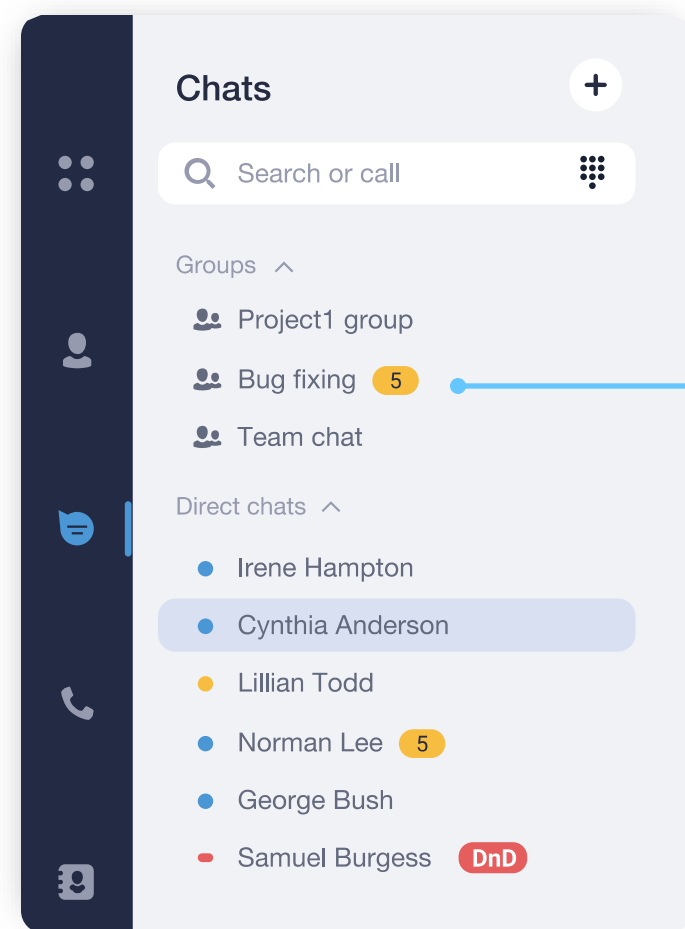 Chats
Search or call
Groups
Project1 group
Bug fixing 5
Team chat
Direct chats
Irene Hampton
Cynthia Anderson
Lillian Todd
Norman Lee 5
George Bush
Samuel Burgess DnD